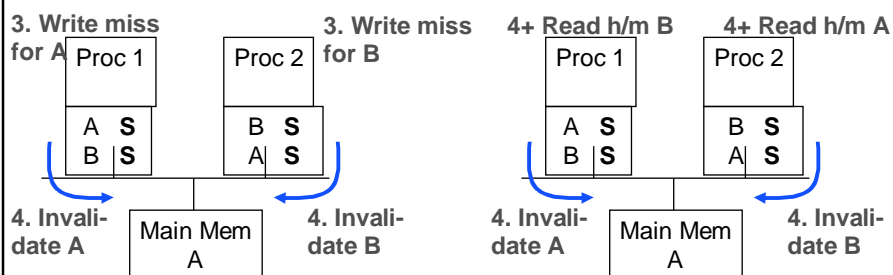 3. Write miss
for A
3. Write miss
for B
Proc 1
Proc 2
A S
B S
B S
A S
4. Invali-
date A
Main Mem
A
4. Invali-
date B
4+ Read h/m B
4+ Read h/m A
Proc 1
Proc 2
A S
B S
B S
A S
4. Invali-
date A
Main Mem
A
4. Invali-
date B